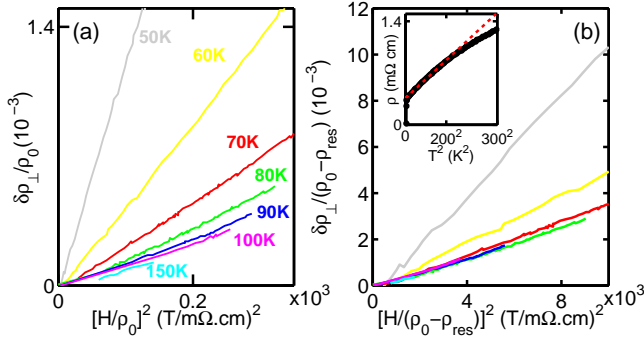 (a)
1.4
0
50K
60K
70K
80K
90K
100K
150K
δρ⊥/ρ0(10−3)
0
0.2
x10³
[H/ρ0]² (T/mΩ.cm)²
(b)
12
10
8
6
4
2
0
δρ⊥/(ρ0−ρres) (10−3)
1.4
0
ρ (mΩ cm)
0
200²
300²
T² (K²)
0
4
8
x10³
[H/(ρ0−ρres)]² (T/mΩ.cm)²